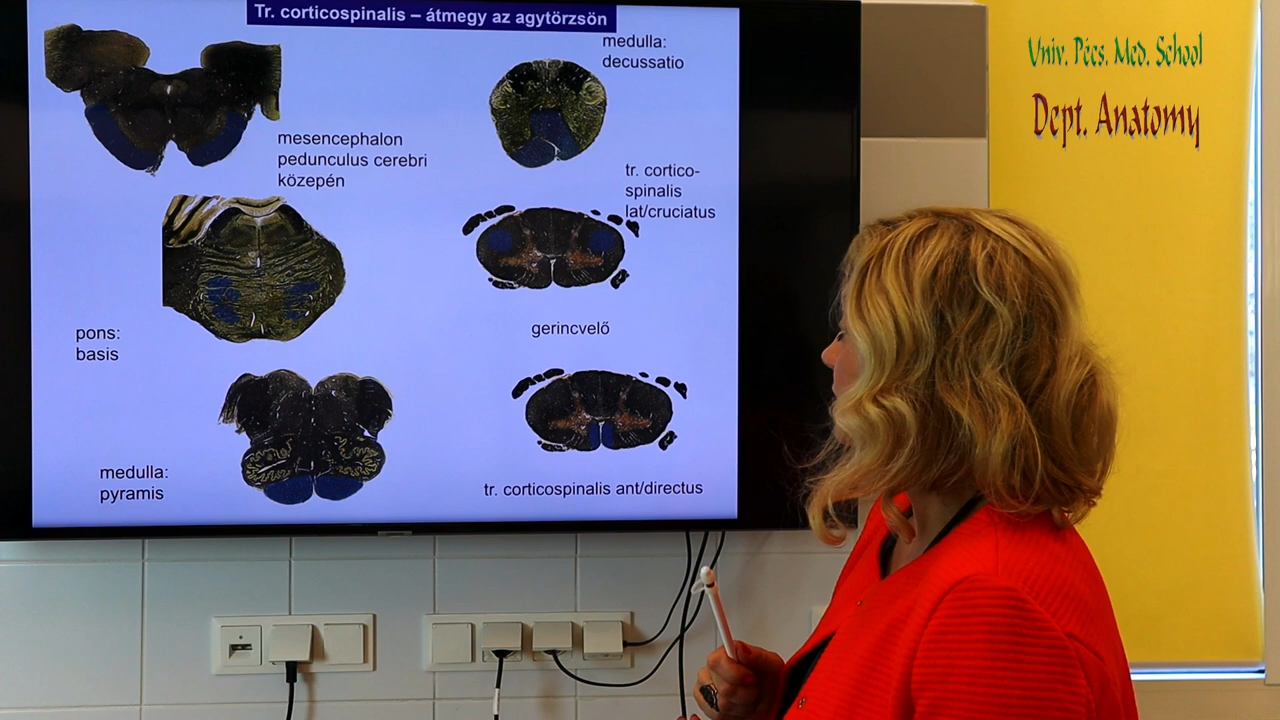 Tr. corticospinalis – átmegy az agytörzsön
medulla:
decussatio
mesencephalon
pedunculus cerebri
közepén
tr. cortico-
spinalis
lat/cruciatus
pons:
basis
gerincvelő
medulla:
pyramis
tr. corticospinalis ant/directus
Univ. Pécs. Med. School
Dept. Anatomy